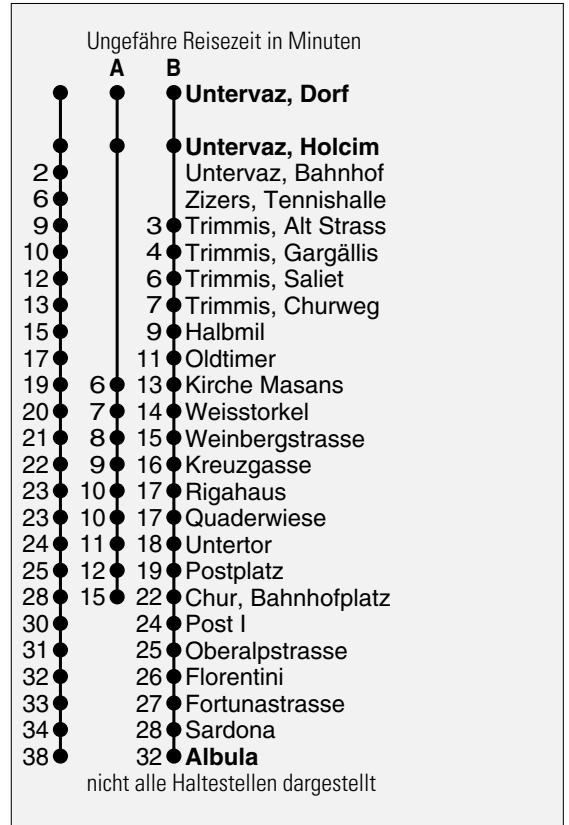 Ungefähre Reisezeit in Minuten
A B
Untervaz, Dorf
Untervaz, Holcim
2 Untervaz, Bahnhof
6 Zizers, Tennishalle
9 3 Trimmis, Alt Strass
10 4 Trimmis, Gargällis
12 6 Trimmis, Saliet
13 7 Trimmis, Churweg
15 9 Halbmil
17 11 Oldtimer
19 6 13 Kirche Masans
20 7 14 Weisstorkel
21 8 15 Weinbergstrasse
22 9 16 Kreuzgasse
23 10 17 Rigahaus
23 10 17 Quaderwiese
24 11 18 Untertor
25 12 19 Postplatz
28 15 22 Chur, Bahnhofplatz
30 24 Post I
31 25 Oberalpstrasse
32 26 Florentini
33 27 Fortunastrasse
34 28 Sardona
38 32 Albula
nicht alle Haltestellen dargestellt